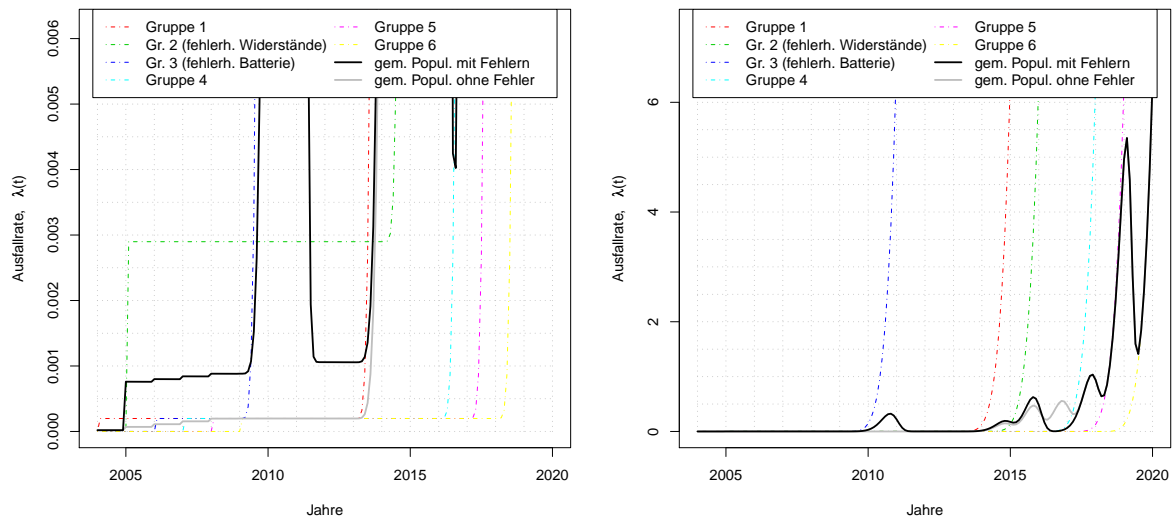 Gruppe 1
Gr. 2 (fehlerh. Widerstände)
Gr. 3 (fehlerh. Batterie)
Gruppe 4
Gruppe 5
Gruppe 6
gem. Popul. mit Fehlern
gem. Popul. ohne Fehler
Ausfallrate, λ(t)
0.006
0.005
0.004
0.003
0.002
0.001
0.000
2005 2010 2015 2020
Jahre
Gruppe 1
Gr. 2 (fehlerh. Widerstände)
Gr. 3 (fehlerh. Batterie)
Gruppe 4
Gruppe 5
Gruppe 6
gem. Popul. mit Fehlern
gem. Popul. ohne Fehler
Ausfallrate, λ(t)
6
4
2
0
2005 2010 2015 2020
Jahre